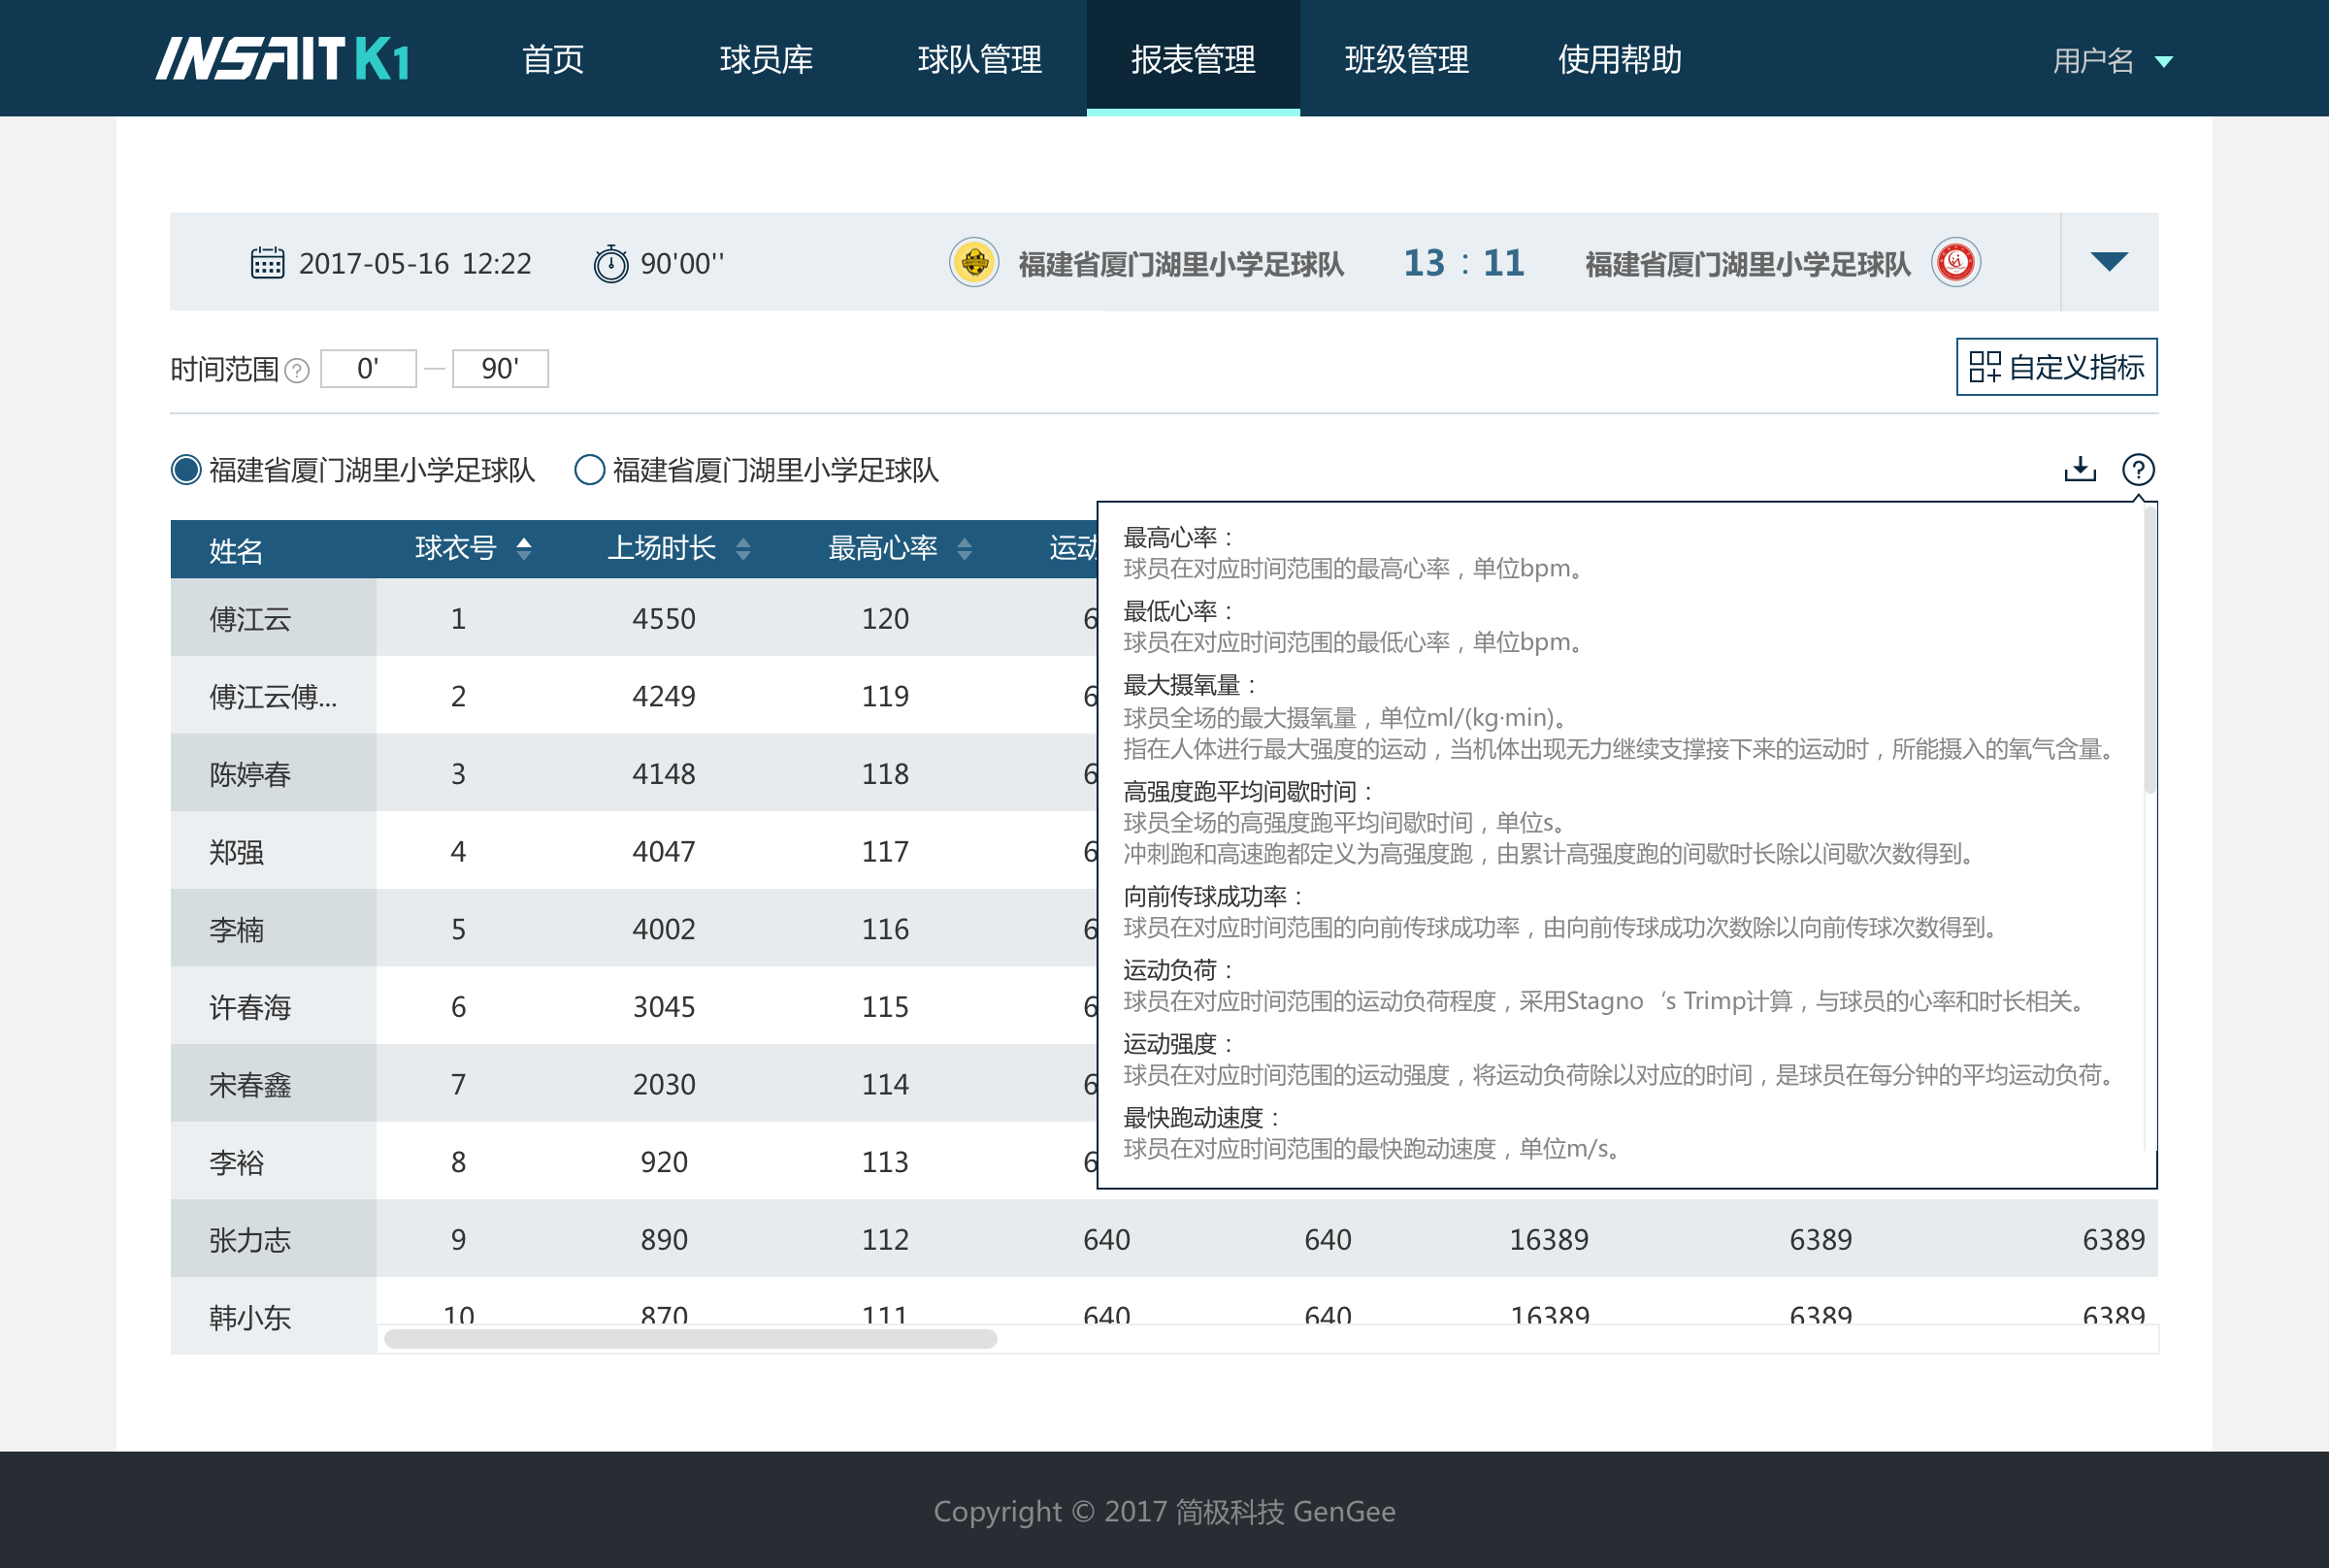 INSAIT K1 首页 球员库 球队管理 报表管理 班级管理 使用帮助 用户名
2017-05-16 12:22 90'00'' 福建省厦门湖里小学足球队 13 : 11 福建省厦门湖里小学足球队
时间范围 ? 0' — 90' 自定义指标
福建省厦门湖里小学足球队 福建省厦门湖里小学足球队 ?
姓名 球衣号 上场时长 最高心率 运动
傅江云 1 4550 120 6
傅江云傅... 2 4249 119 6
陈婷春 3 4148 118 6
郑强 4 4047 117 6
李楠 5 4002 116 6
许春海 6 3045 115 6
宋春鑫 7 2030 114 6
李裕 8 920 113 6
张力志 9 890 112 640 640 16389 6389 6389
韩小东 10 870 111 640 640 16389 6389 6389
最高心率：
球员在对应时间范围的最高心率，单位bpm。
最低心率：
球员在对应时间范围的最低心率，单位bpm。
最大摄氧量：
球员全场的最大摄氧量，单位ml/(kg·min)。
指在人体进行最大强度的运动，当机体出现无力继续支撑接下来的运动时，所能摄入的氧气含量。
高强度跑平均间歇时间：
球员全场的高强度跑平均间歇时间，单位s。
冲刺跑和高速跑都定义为高强度跑，由累计高强度跑的间歇时长除以间歇次数得到。
向前传球成功率：
球员在对应时间范围的向前传球成功率，由向前传球成功次数除以向前传球次数得到。
运动负荷：
球员在对应时间范围的运动负荷程度，采用Stagno‘s Trimp计算，与球员的心率和时长相关。
运动强度：
球员在对应时间范围的运动强度，将运动负荷除以对应的时间，是球员在每分钟的平均运动负荷。
最快跑动速度：
球员在对应时间范围的最快跑动速度，单位m/s。
Copyright © 2017 简极科技 GenGee